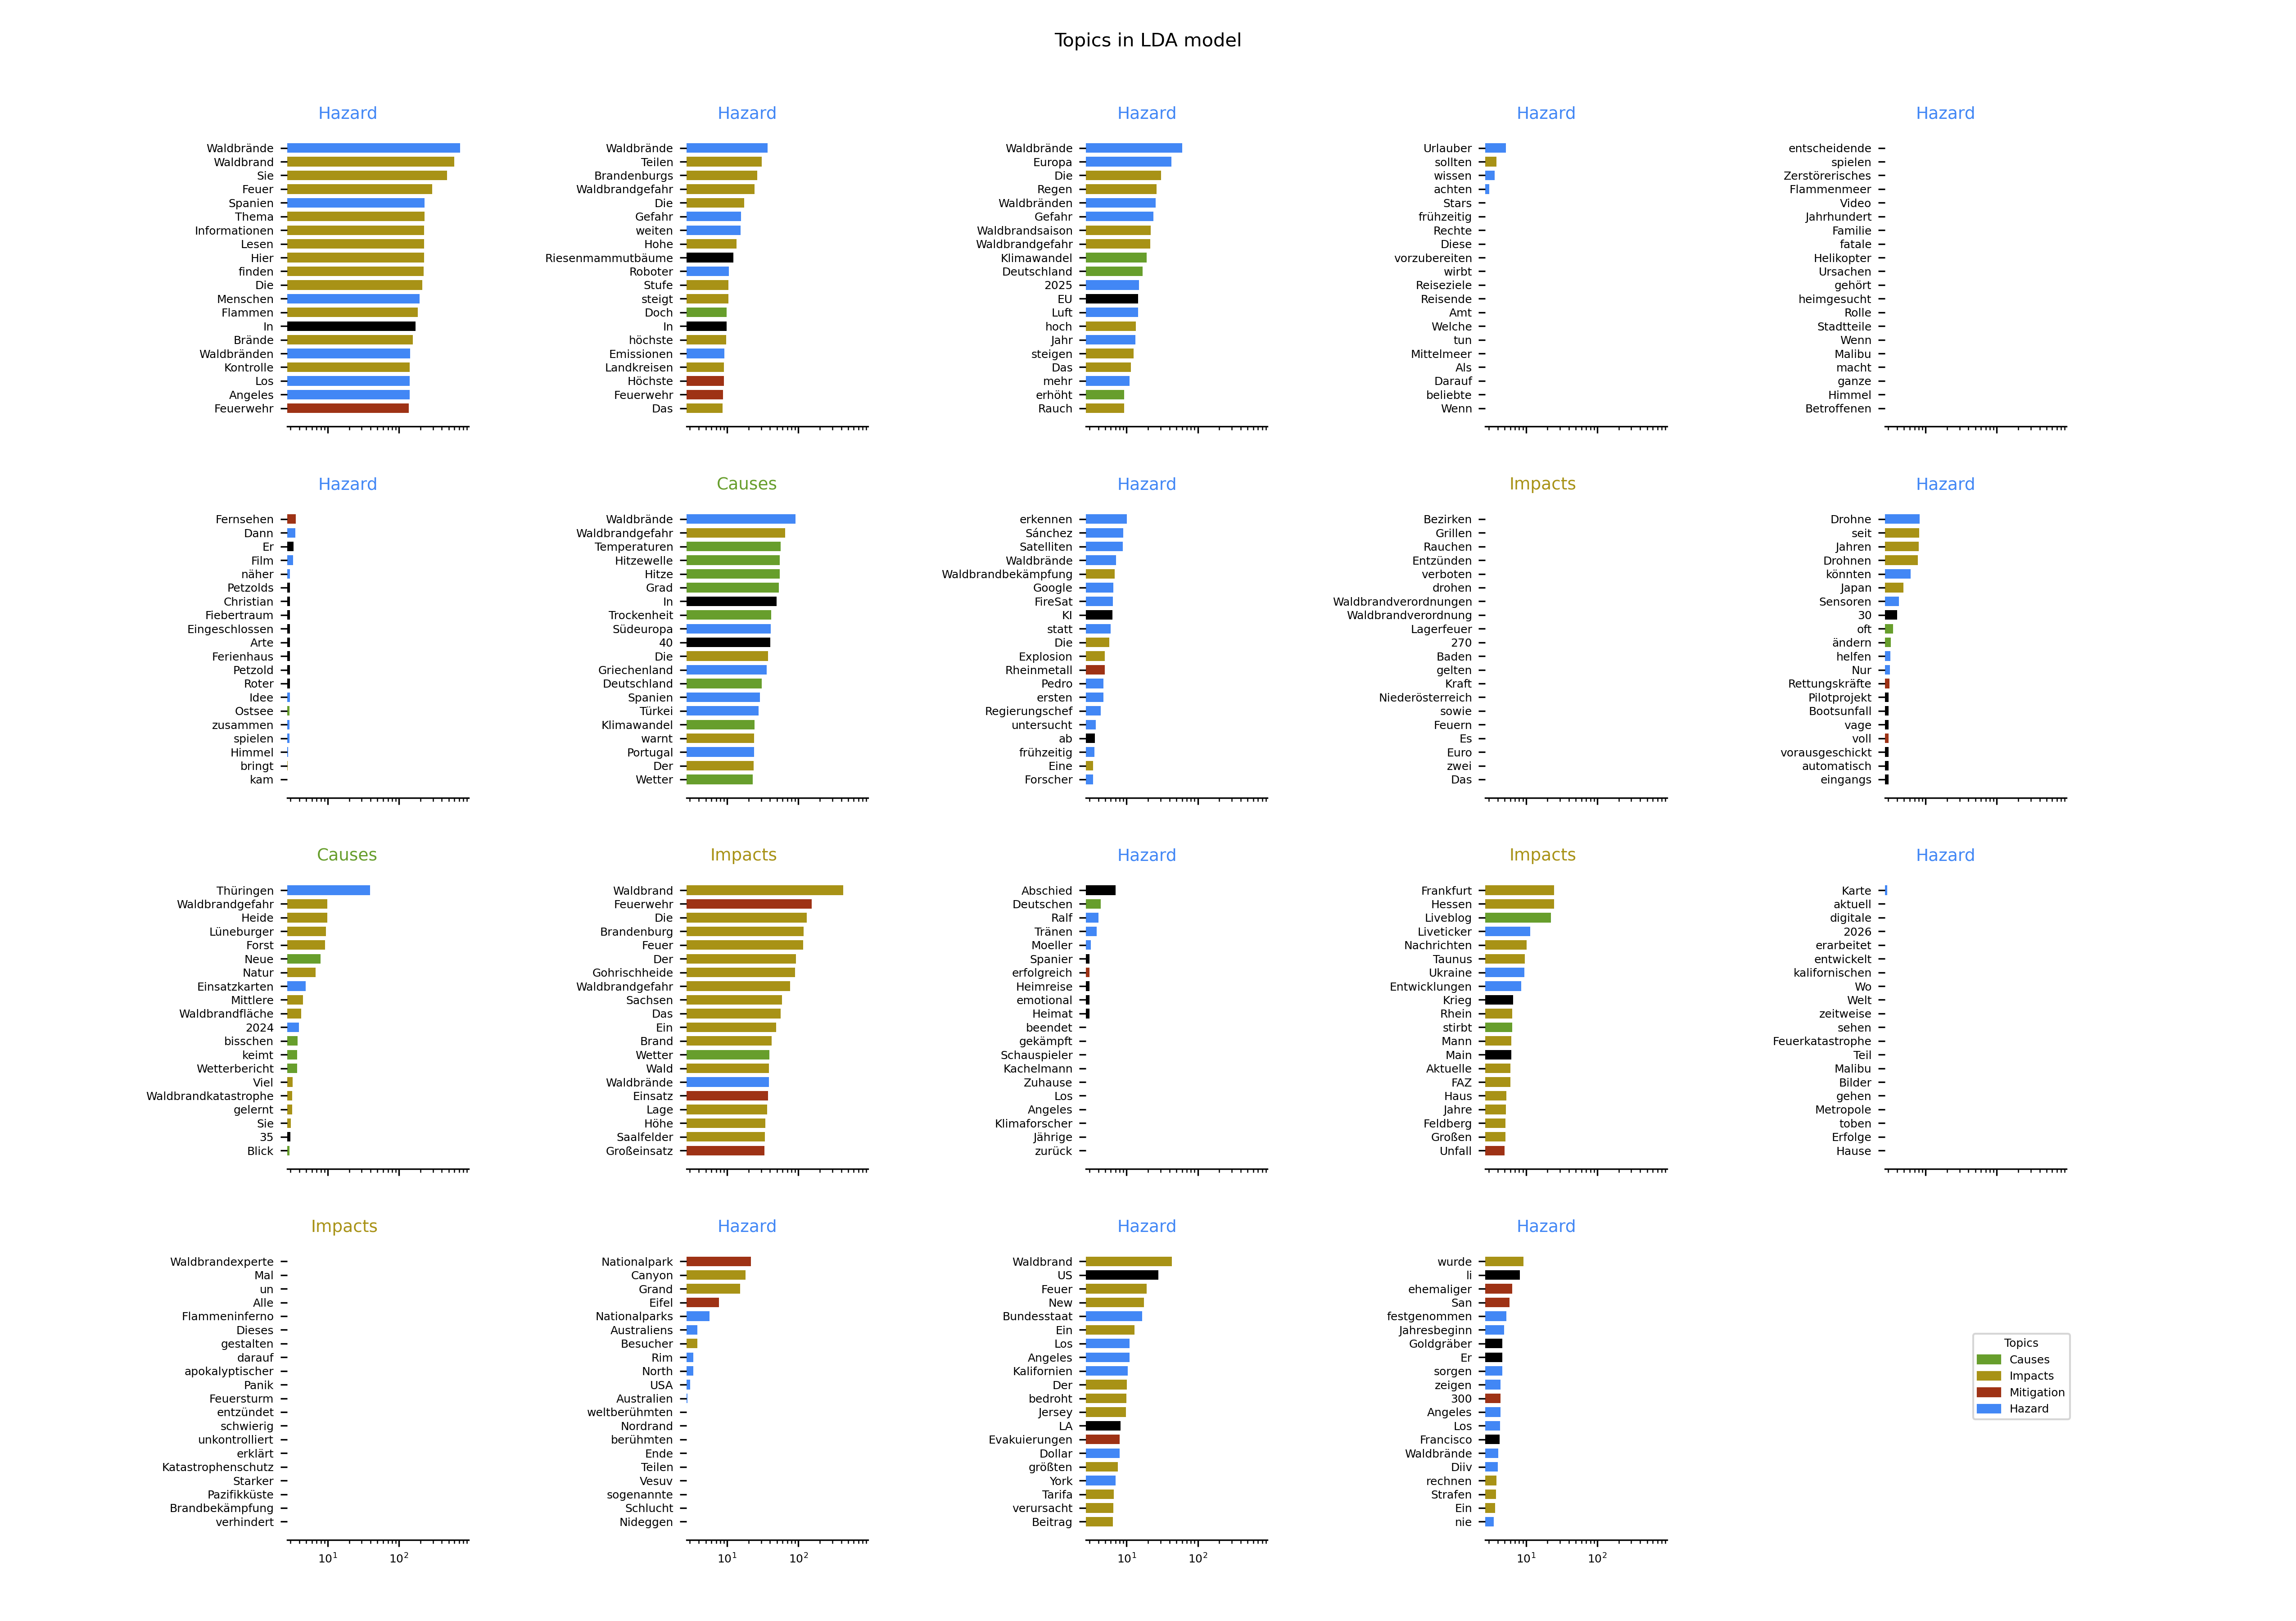 Topics in LDA model
Hazard
Waldbrände
Waldbrand
Sie
Feuer
Spanien
Thema
Informationen
Lesen
Hier
finden
Die
Menschen
Flammen
In
Brände
Waldbränden
Kontrolle
Los
Angeles
Feuerwehr
Hazard
Waldbrände
Teilen
Brandenburgs
Waldbrandgefahr
Die
Gefahr
weiten
Hohe
Riesenmammutbäume
Roboter
Stufe
steigt
Doch
In
höchste
Emissionen
Landkreisen
Höchste
Feuerwehr
Das
Hazard
Waldbrände
Europa
Die
Regen
Waldbränden
Gefahr
Waldbrandsaison
Waldbrandgefahr
Klimawandel
Deutschland
2025
EU
Luft
hoch
Jahr
steigen
Das
mehr
erhöht
Rauch
Hazard
Urlauber
sollten
wissen
achten
Stars
frühzeitig
Rechte
Diese
vorzubereiten
wirbt
Reiseziele
Reisende
Amt
Welche
tun
Mittelmeer
Als
Darauf
beliebte
Wenn
Hazard
entscheidende
spielen
Zerstörerisches
Flammenmeer
Video
Jahrhundert
Familie
fatale
Helikopter
Ursachen
gehört
heimgesucht
Rolle
Stadtteile
Wenn
Malibu
macht
ganze
Himmel
Betroffenen
Hazard
Fernsehen
Dann
Er
Film
näher
Petzolds
Christian
Fiebertraum
Eingeschlossen
Arte
Ferienhaus
Petzold
Roter
Idee
Ostsee
zusammen
spielen
Himmel
bringt
kam
Causes
Waldbrände
Waldbrandgefahr
Temperaturen
Hitzewelle
Hitze
Grad
In
Trockenheit
Südeuropa
40
Die
Griechenland
Deutschland
Spanien
Türkei
Klimawandel
warnt
Portugal
Der
Wetter
Hazard
erkennen
Sánchez
Satelliten
Waldbrände
Waldbrandbekämpfung
Google
FireSat
KI
statt
Die
Explosion
Rheinmetall
Pedro
ersten
Regierungschef
untersucht
ab
frühzeitig
Eine
Forscher
Impacts
Bezirken
Grillen
Rauchen
Entzünden
verboten
drohen
Waldbrandverordnungen
Waldbrandverordnung
Lagerfeuer
270
Baden
gelten
Kraft
Niederösterreich
sowie
Feuern
Es
Euro
zwei
Das
Hazard
Drohne
seit
Jahren
Drohnen
könnten
Japan
Sensoren
30
oft
ändern
helfen
Nur
Rettungskräfte
Pilotprojekt
Bootsunfall
vage
voll
vorausgeschickt
automatisch
eingangs
Causes
Thüringen
Waldbrandgefahr
Heide
Lüneburger
Forst
Neue
Natur
Einsatzkarten
Mittlere
Waldbrandfläche
2024
bisschen
keimt
Wetterbericht
Viel
Waldbrandkatastrophe
gelernt
Sie
35
Blick
Impacts
Waldbrand
Feuerwehr
Die
Brandenburg
Feuer
Der
Gohrischheide
Waldbrandgefahr
Sachsen
Das
Ein
Brand
Wetter
Wald
Waldbrände
Einsatz
Lage
Höhe
Saalfelder
Großeinsatz
Hazard
Abschied
Deutschen
Ralf
Tränen
Moeller
Spanier
erfolgreich
Heimreise
emotional
Heimat
beendet
gekämpft
Schauspieler
Kachelmann
Zuhause
Los
Angeles
Klimaforscher
Jährige
zurück
Impacts
Frankfurt
Hessen
Liveblog
Liveticker
Nachrichten
Taunus
Ukraine
Entwicklungen
Krieg
Rhein
stirbt
Mann
Main
Aktuelle
FAZ
Haus
Jahre
Feldberg
Großen
Unfall
Hazard
Karte
aktuell
digitale
2026
erarbeitet
entwickelt
kalifornischen
Wo
Welt
zeitweise
sehen
Feuerkatastrophe
Teil
Malibu
Bilder
gehen
Metropole
toben
Erfolge
Hause
Impacts
Waldbrandexperte
Mal
un
Alle
Flammeninferno
Dieses
gestalten
darauf
apokalyptischer
Panik
Feuersturm
entzündet
schwierig
unkontrolliert
erklärt
Katastrophenschutz
Starker
Pazifikküste
Brandbekämpfung
verhindert
10¹ 10²
Hazard
Nationalpark
Canyon
Grand
Eifel
Nationalparks
Australiens
Besucher
Rim
North
USA
Australien
weltberühmten
Nordrand
berühmten
Ende
Teilen
Vesuv
sogenannte
Schlucht
Nideggen
10¹ 10²
Hazard
Waldbrand
US
Feuer
New
Bundesstaat
Ein
Los
Angeles
Kalifornien
Der
bedroht
Jersey
LA
Evakuierungen
Dollar
größten
York
Tarifa
verursacht
Beitrag
10¹ 10²
Hazard
wurde
li
ehemaliger
San
festgenommen
Jahresbeginn
Goldgräber
Er
sorgen
zeigen
300
Angeles
Los
Francisco
Waldbrände
Diiv
rechnen
Strafen
Ein
nie
10¹ 10²
Topics
Causes
Impacts
Mitigation
Hazard